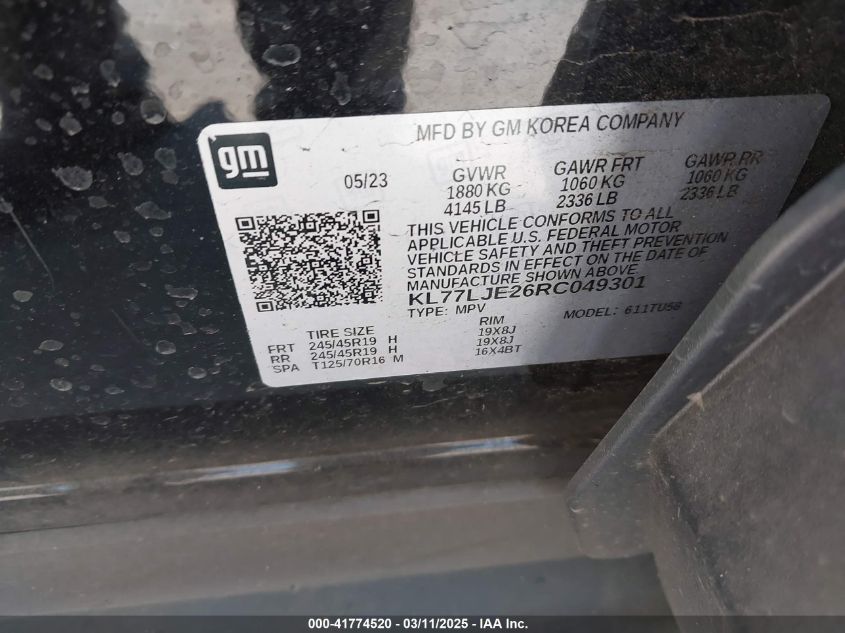 gm
MFD BY GM KOREA COMPANY
05/23
GVWR GAWR FRT GAWR RR
1880 KG 1060 KG 1060 KG
4145 LB 2336 LB 2336 LB
THIS VEHICLE CONFORMS TO ALL
APPLICABLE U.S. FEDERAL MOTOR
VEHICLE SAFETY AND THEFT PREVENTION
STANDARDS IN EFFECT ON THE DATE OF
MANUFACTURE SHOWN ABOVE.
KL77LJE26RC049301
TYPE: MPV MODEL: 611TU58
TIRE SIZE RIM
FRT 245/45R19 H 19X8J
RR 245/45R19 H 19X8J
SPA T125/70R16 M 16X4BT
000-41774520 - 03/11/2025 - IAA Inc.